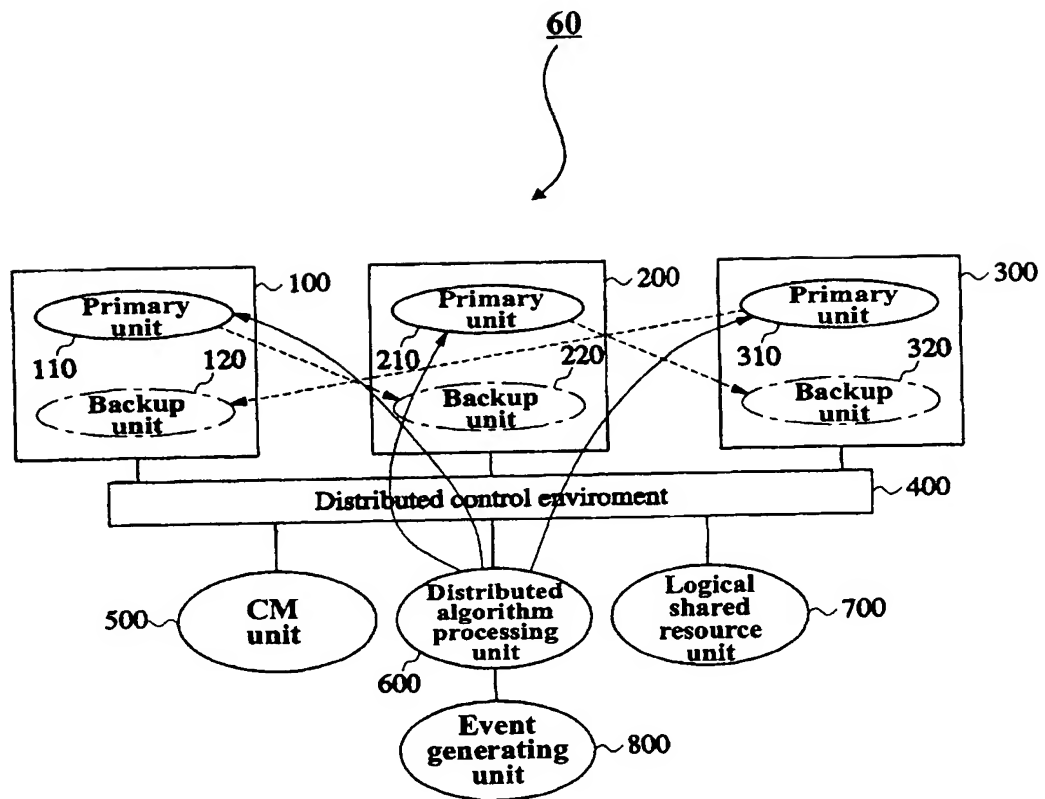 60
100
200
300
Primary
unit
Primary
unit
Primary
unit
110
120
210
220
310
320
Backup
unit
Backup
unit
Backup
unit
Distributed control enviroment
400
500
CM
unit
Distributed
algorithm
processing
unit
600
Logical
shared
resource
unit
700
Event
generating
unit
800